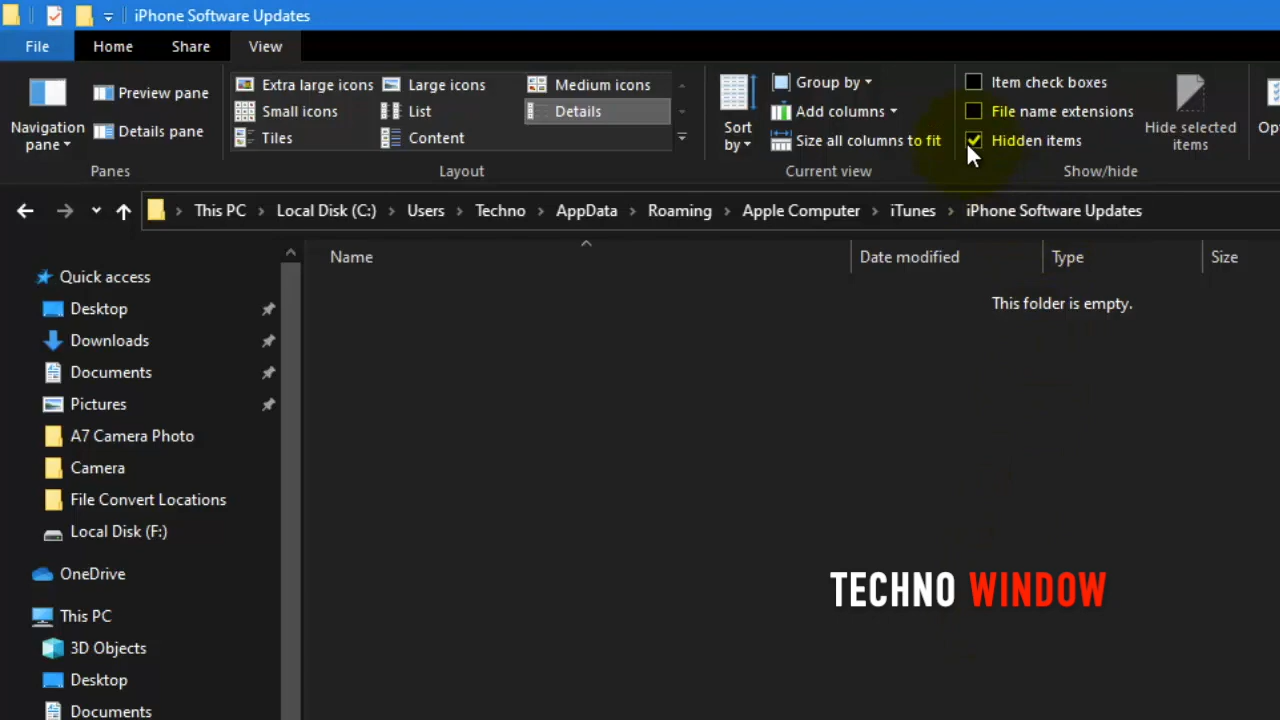 iPhone Software Updates
File
Home
Share
View
Navigation pane
Preview pane
Details pane
Panes
Extra large icons
Large icons
Medium icons
Small icons
List
Details
Tiles
Content
Layout
Sort by
Group by
Add columns
Size all columns to fit
Current view
Item check boxes
File name extensions
Hidden items
Hide selected items
Show/hide
This PC
Local Disk (C:)
Users
Techno
AppData
Roaming
Apple Computer
iTunes
iPhone Software Updates
Name
Date modified
Type
Size
This folder is empty.
Quick access
Desktop
Downloads
Documents
Pictures
A7 Camera Photo
Camera
File Convert Locations
Local Disk (F:)
OneDrive
This PC
3D Objects
Desktop
Documents
TECHNO WINDOW